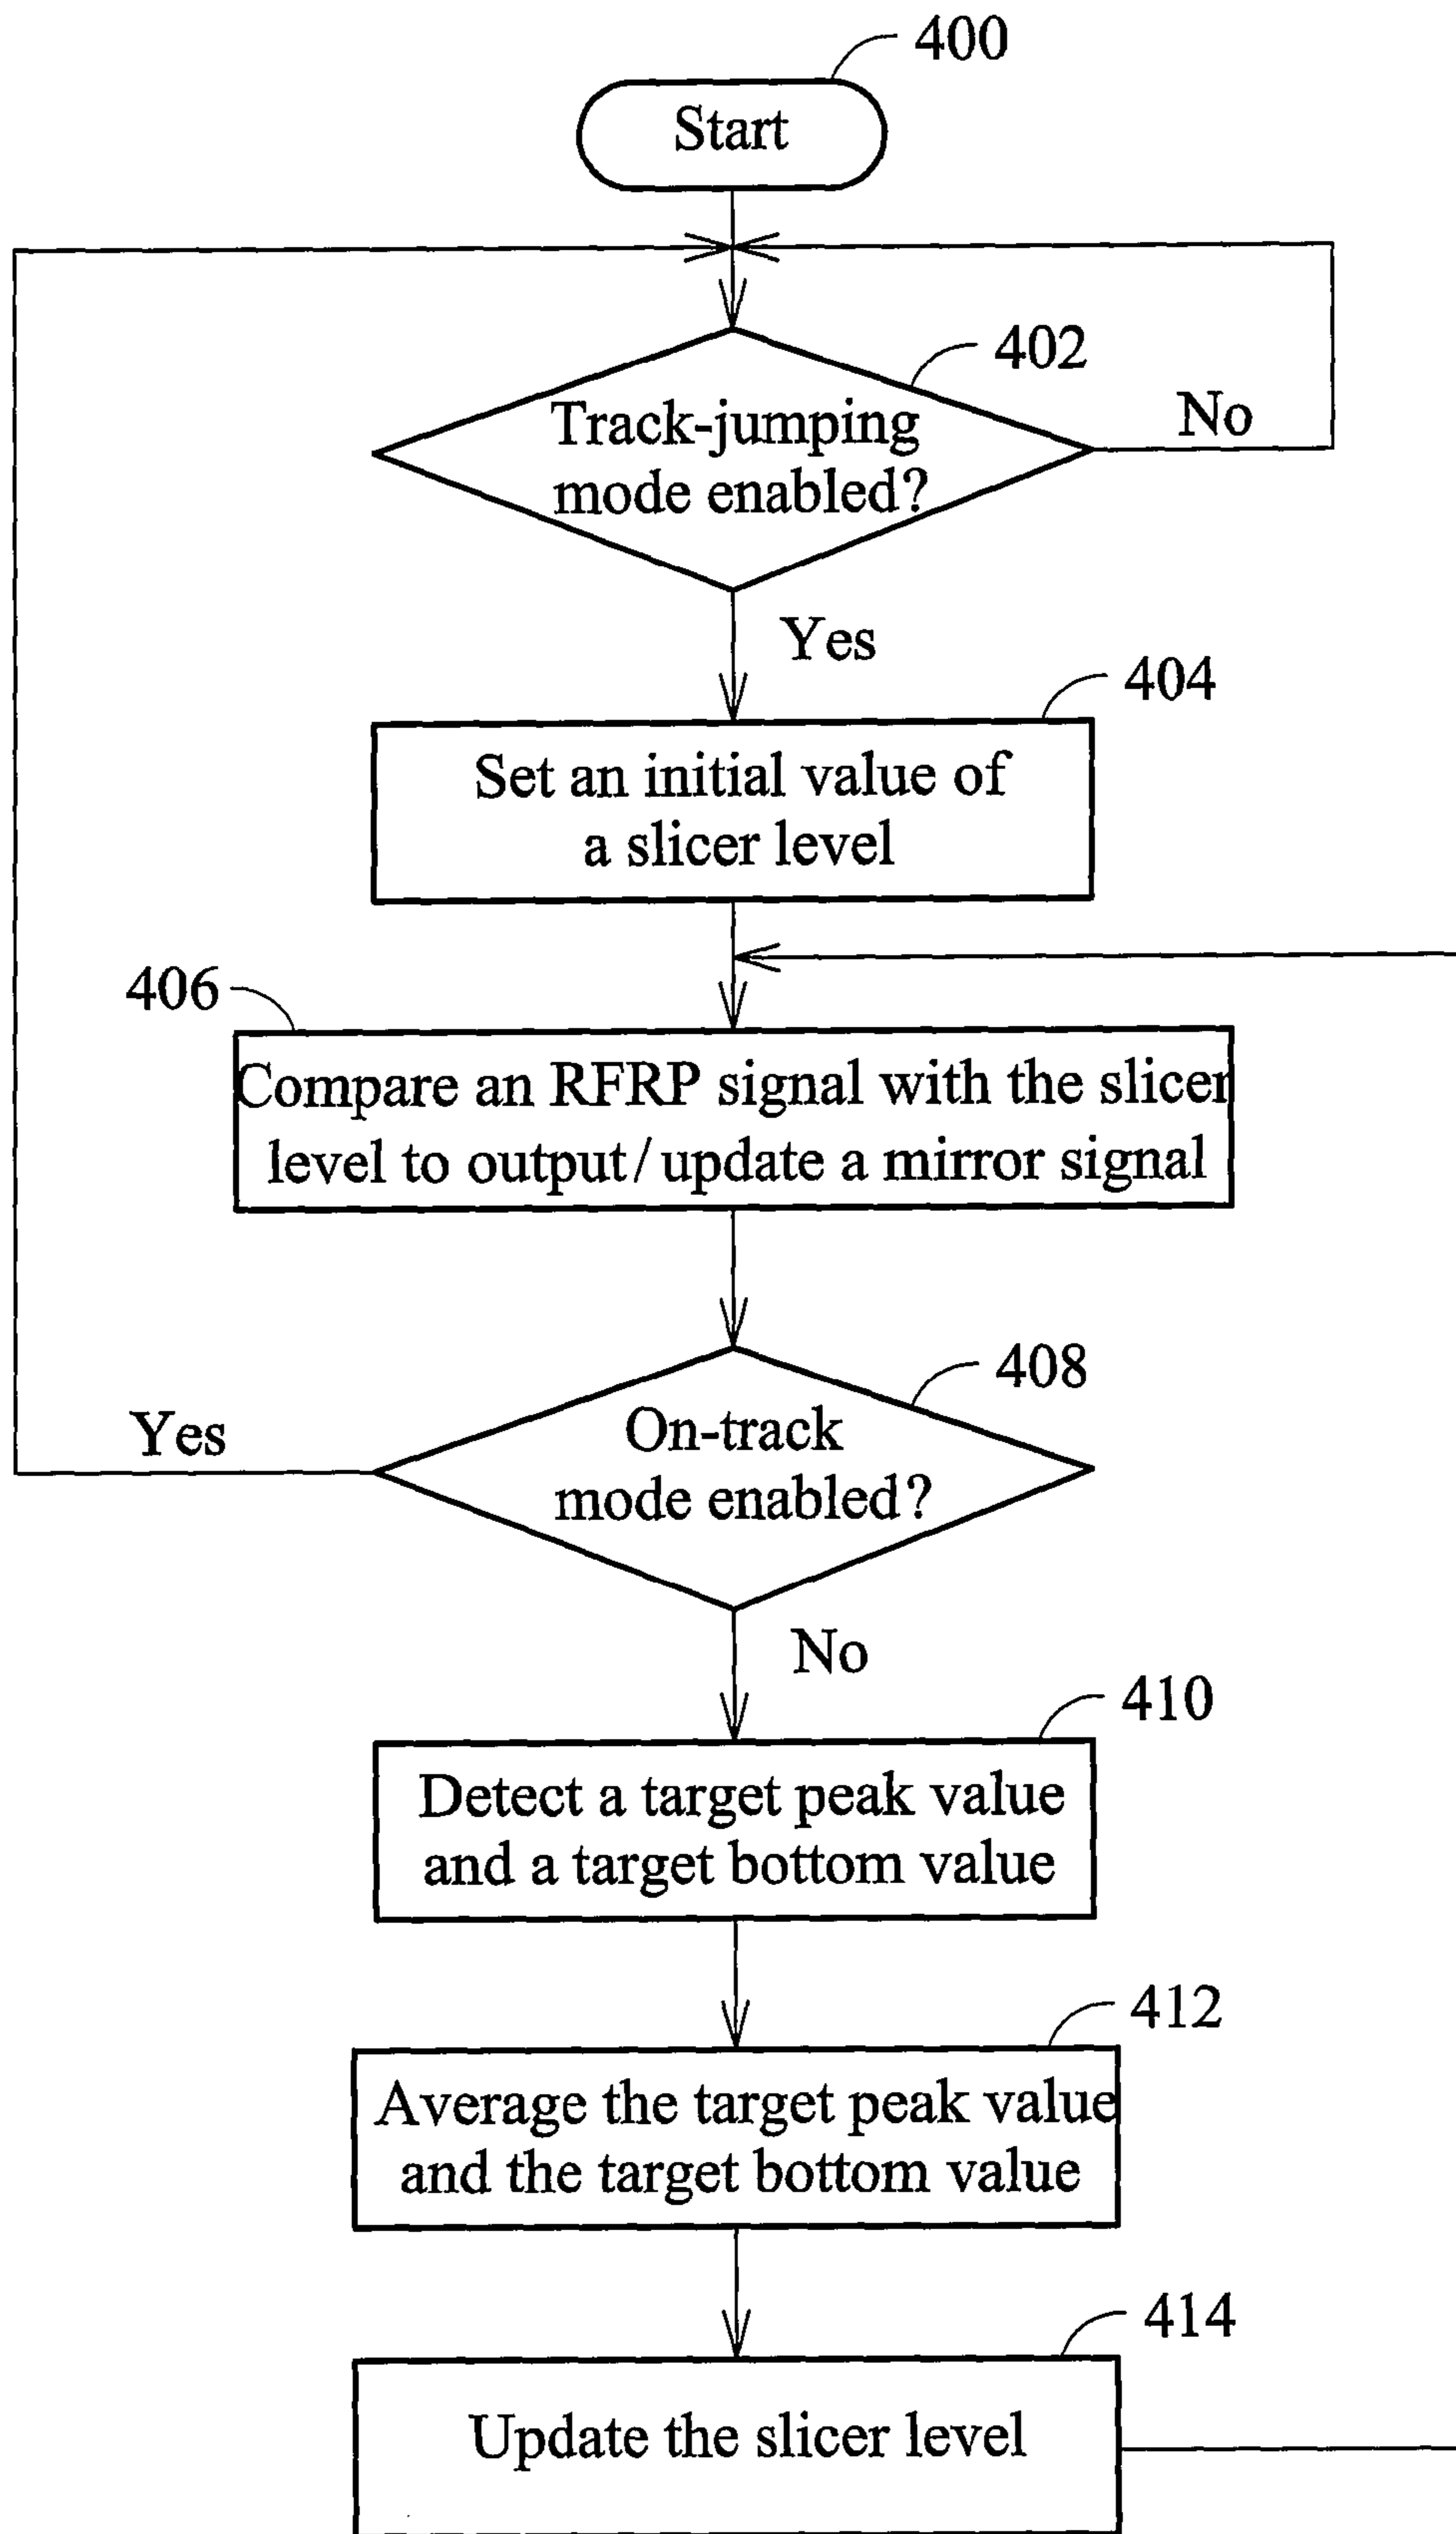 400
Start
402
Track-jumping
mode enabled?
No
Yes
404
Set an initial value of
a slicer level
406
Compare an RFRP signal with the slicer
level to output/update a mirror signal
408
On-track
mode enabled?
Yes
No
410
Detect a target peak value
and a target bottom value
412
Average the target peak value
and the target bottom value
414
Update the slicer level